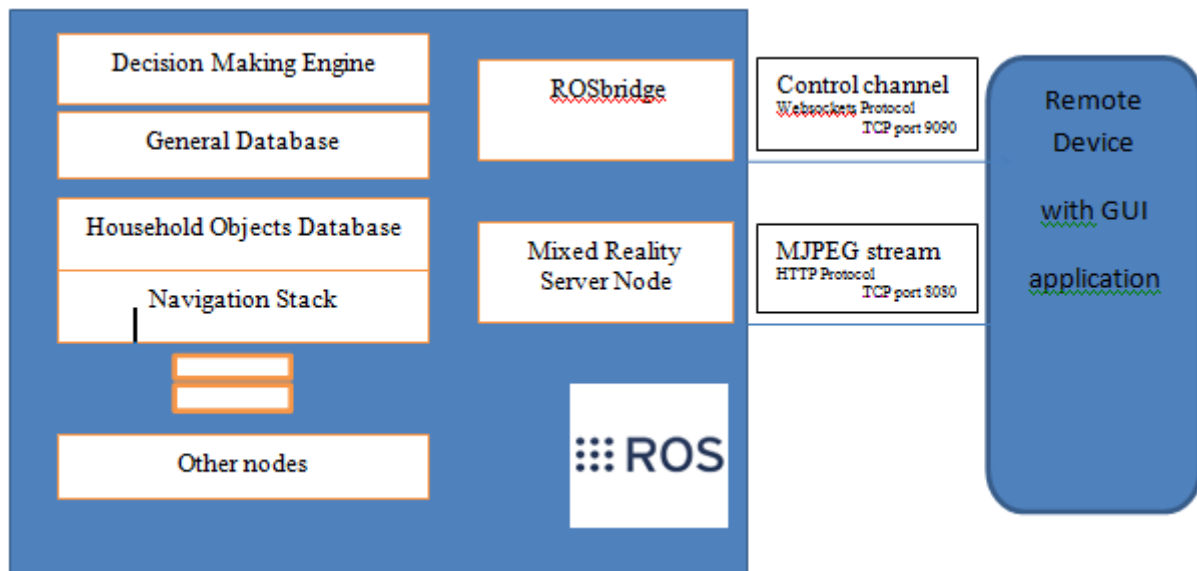 Decision Making Engine
General Database
Household Objects Database
Navigation Stack
Other nodes
ROSbridge
Mixed Reality
Server Node
ROS
Control channel
Websockets Protocol
TCP port 9090
MJPEG stream
HTTP Protocol
TCP port 8080
Remote
Device
with GUI
application